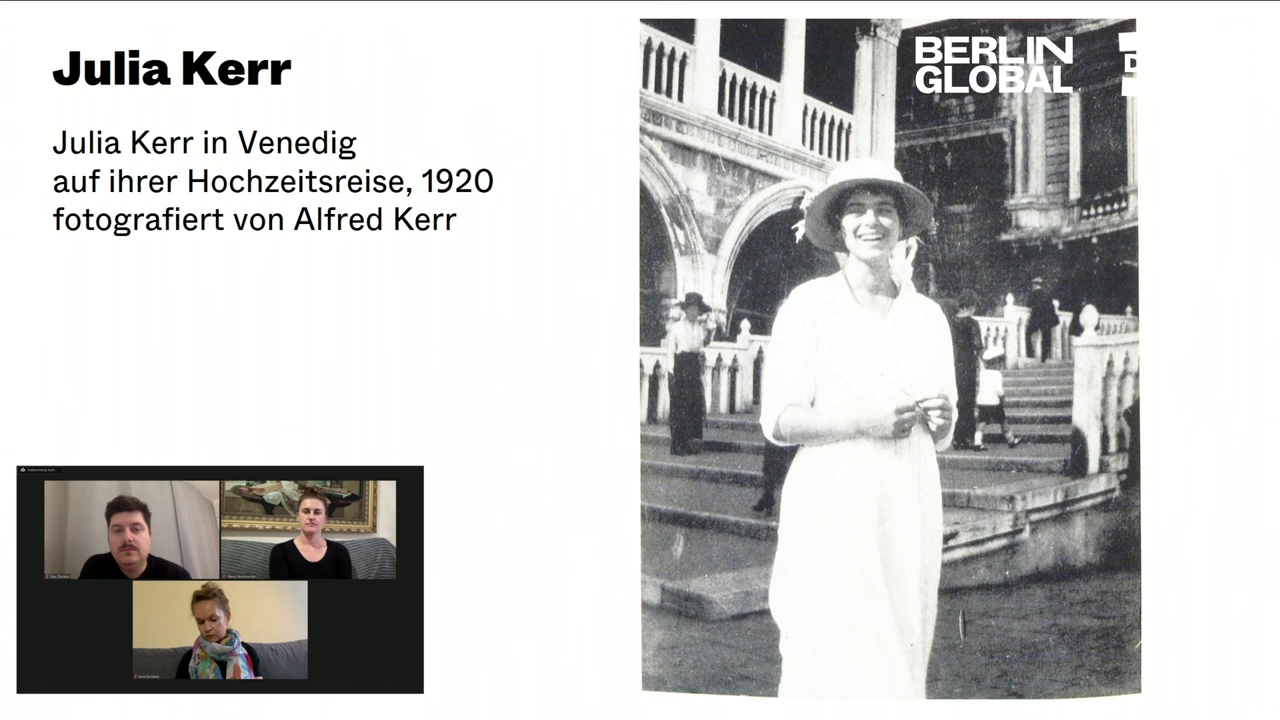 Julia Kerr
Julia Kerr in Venedig
auf ihrer Hochzeitsreise, 1920
fotografiert von Alfred Kerr
BERLIN
GLOBAL